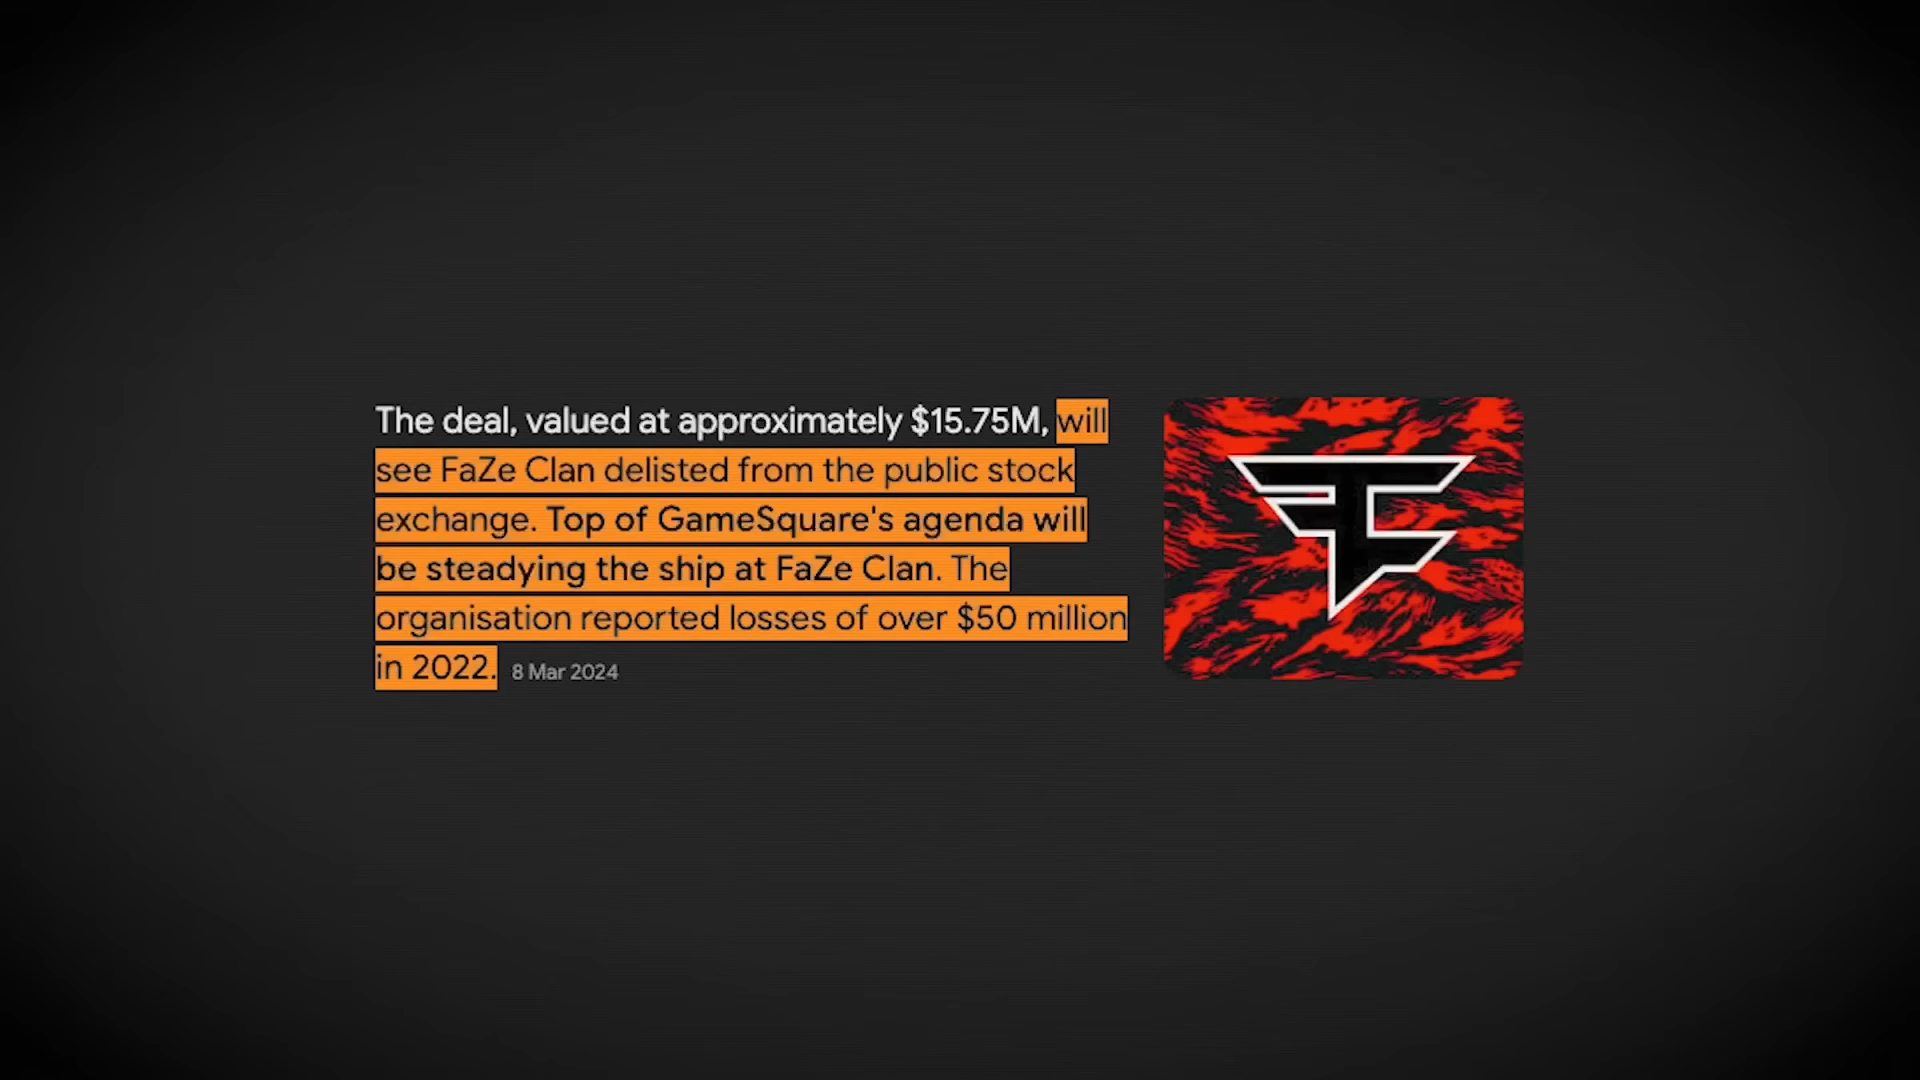 The deal, valued at approximately $15.75M, will
see FaZe Clan delisted from the public stock
exchange. Top of GameSquare's agenda will
be steadying the ship at FaZe Clan. The
organisation reported losses of over $50 million
in 2022. 8 Mar 2024